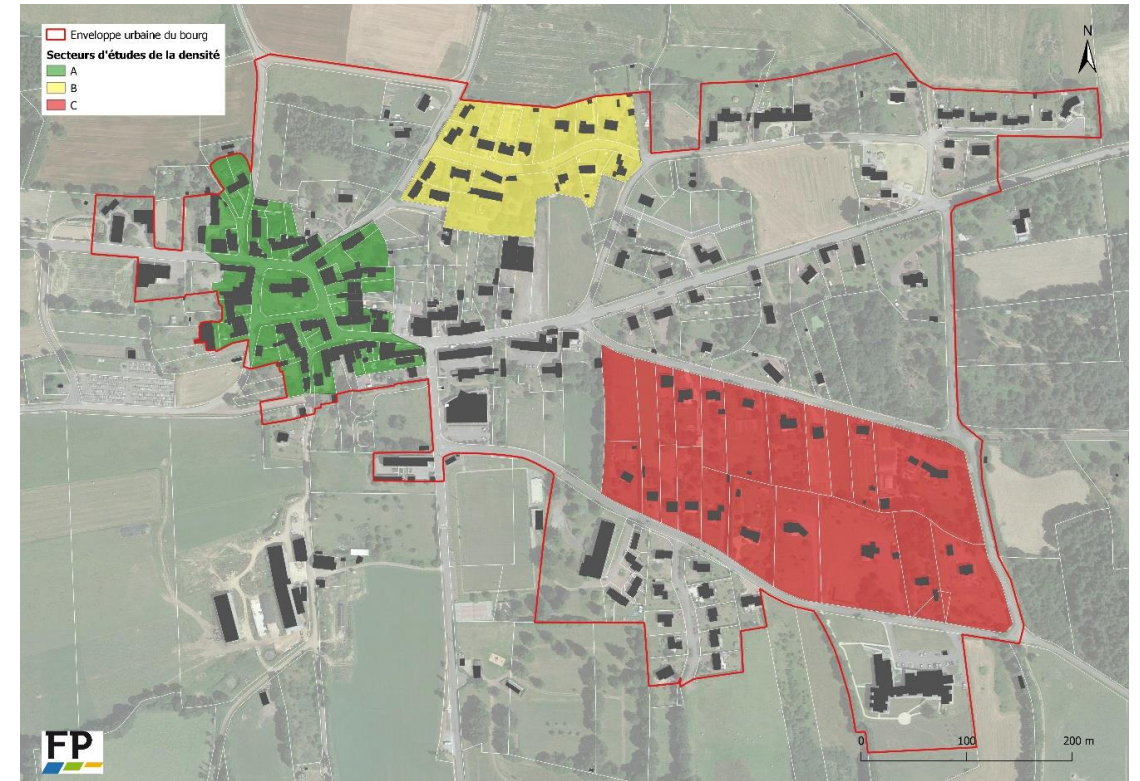 Enveloppe urbaine du bourg
Secteurs d'études de la densité
A
B
C
N
FP
0 100 200 m